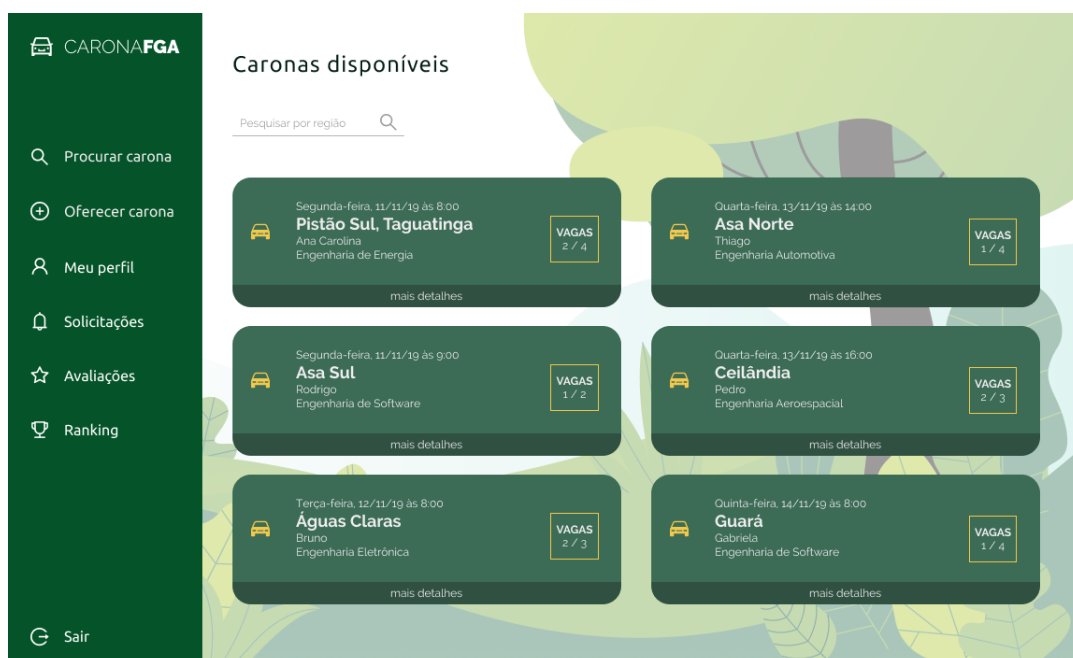 CARONAFGA
Procurar carona
Oferecer carona
Meu perfil
Solicitações
Avaliações
Ranking
Sair
Caronas disponíveis
Pesquisar por região
Segunda-feira, 11/11/19 às 8:00
Pistão Sul, Taguatinga
Ana Carolina
Engenharia de Energia
VAGAS
2 / 4
mais detalhes
Quarta-feira, 13/11/19 às 14:00
Asa Norte
Thiago
Engenharia Automotiva
VAGAS
1 / 4
mais detalhes
Segunda-feira, 11/11/19 às 9:00
Asa Sul
Rodrigo
Engenharia de Software
VAGAS
1 / 2
mais detalhes
Quarta-feira, 13/11/19 às 16:00
Ceilândia
Pedro
Engenharia Aeroespacial
VAGAS
2 / 3
mais detalhes
Terça-feira, 12/11/19 às 8:00
Águas Claras
Bruno
Engenharia Eletrônica
VAGAS
2 / 3
mais detalhes
Quinta-feira, 14/11/19 às 8:00
Guará
Gabriela
Engenharia de Software
VAGAS
1 / 4
mais detalhes